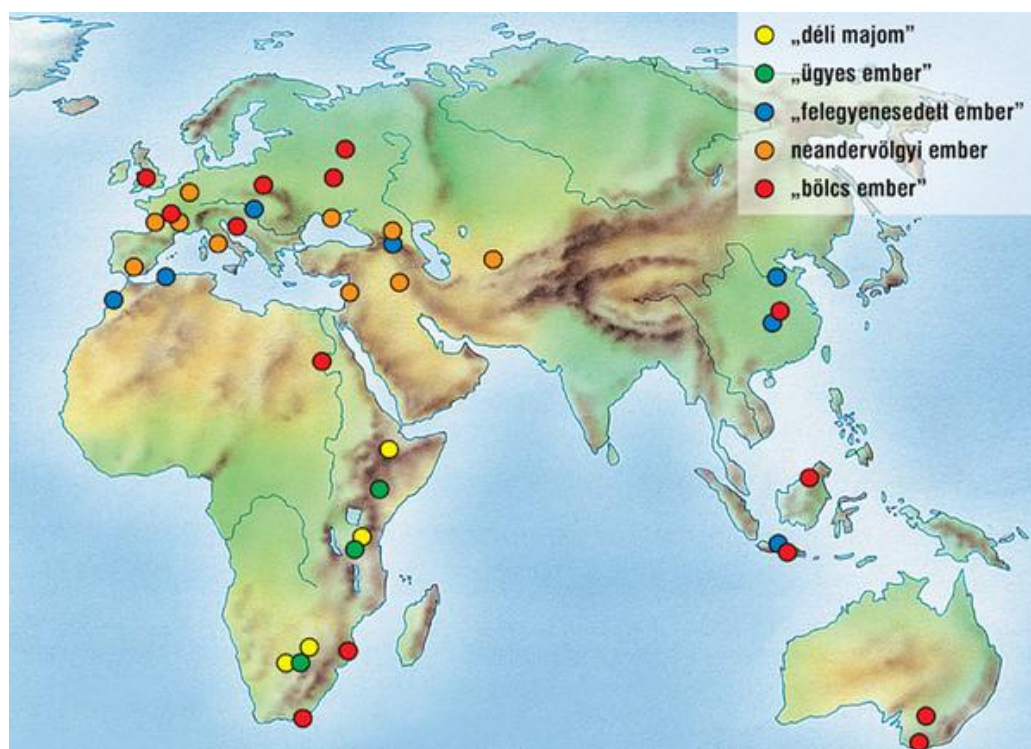 „déli majom”
„ügyes ember”
„felegyenesedett ember”
neandervölgyi ember
„bölcs ember”